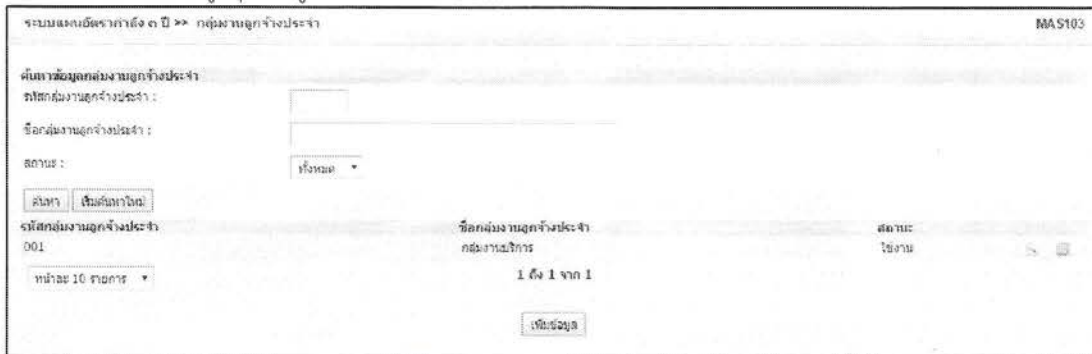 ระบบแผนอัตรากำลัง ๓ ปี >> กลุ่มงานลูกจ้างประจำ MAS103
ค้นหาข้อมูลกลุ่มงานลูกจ้างประจำ
รหัสกลุ่มงานลูกจ้างประจำ :
ชื่อกลุ่มงานลูกจ้างประจำ :
สถานะ : ทั้งหมด
ค้นหา เริ่มค้นหาใหม่
รหัสกลุ่มงานลูกจ้างประจำ ชื่อกลุ่มงานลูกจ้างประจำ สถานะ
001 กลุ่มงานบริการ ใช้งาน
หน้าละ 10 รายการ 1 ถึง 1 จาก 1
เพิ่มข้อมูล